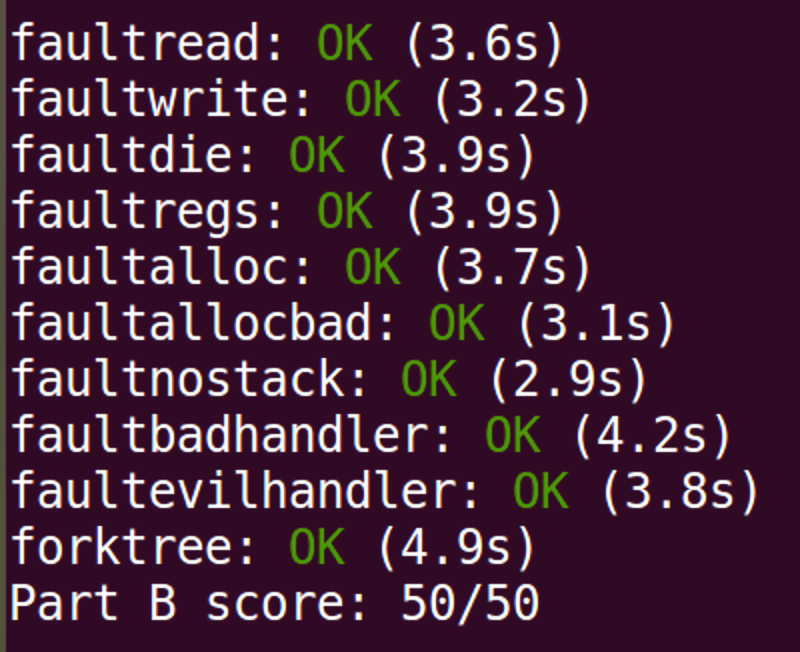 faultread: OK (3.6s)
faultwrite: OK (3.2s)
faultdie: OK (3.9s)
faultregs: OK (3.9s)
faultalloc: OK (3.7s)
faultallocbad: OK (3.1s)
faultnostack: OK (2.9s)
faultbadhandler: OK (4.2s)
faultevilhandler: OK (3.8s)
forktree: OK (4.9s)
Part B score: 50/50